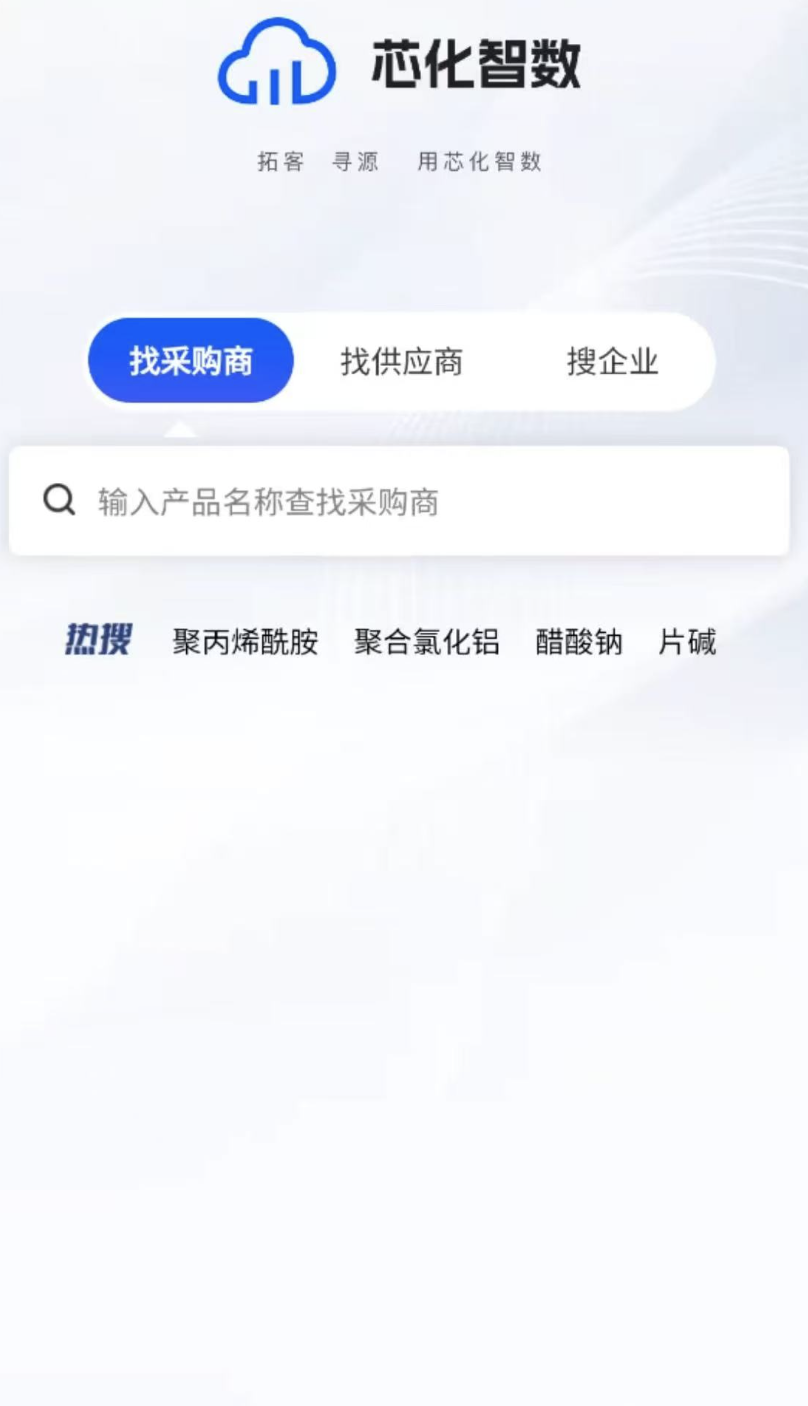 芯化智数
拓客 寻源 用芯化智数
找采购商 找供应商 搜企业
输入产品名称查找采购商
热搜 聚丙烯酰胺 聚合氯化铝 醋酸钠 片碱